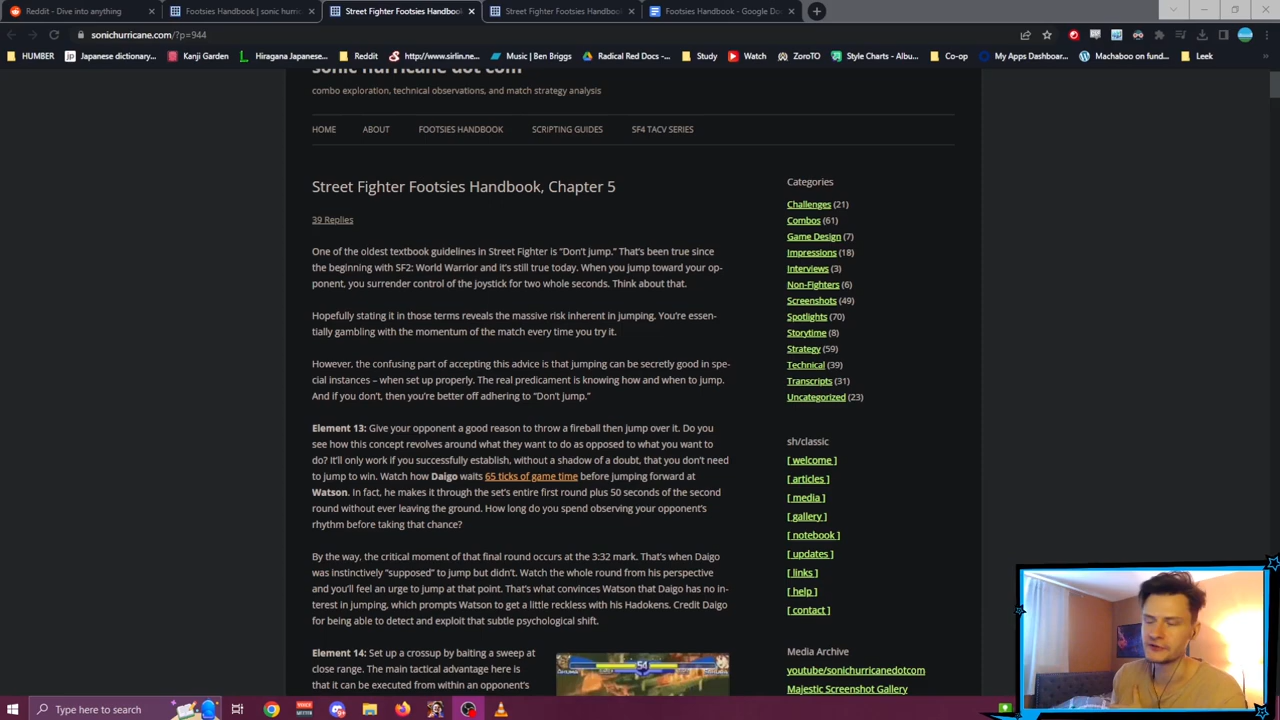 Reddit - Dive into anything
Footsies Handbook | sonic hurric
Street Fighter Footsies Handbook
Street Fighter Footsies Handbook
Footsies Handbook - Google Do
sonichurricane.com/?p=944
HUMBER
Japanese dictionary...
Kanji Garden
Hiragana Japanese...
Reddit
http://www.sirlin.ne...
Music | Ben Briggs
Radical Red Docs -...
Study
Watch
ZoroTO
Style Charts - Albu...
Co-op
My Apps Dashboar...
Machaboo on fund...
Leek
sonic hurricane dot com
combo exploration, technical observations, and match strategy analysis
HOME
ABOUT
FOOTSIES HANDBOOK
SCRIPTING GUIDES
SF4 TACV SERIES
Street Fighter Footsies Handbook, Chapter 5
39 Replies
One of the oldest textbook guidelines in Street Fighter is “Don’t jump.” That’s been true since
the beginning with SF2: World Warrior and it’s still true today. When you jump toward your op-
ponent, you surrender control of the joystick for two whole seconds. Think about that.
Hopefully stating it in those terms reveals the massive risk inherent in jumping. You’re essen-
tially gambling with the momentum of the match every time you try it.
However, the confusing part of accepting this advice is that jumping can be secretly good in spe-
cial instances – when set up properly. The real predicament is knowing how and when to jump.
And if you don’t, then you’re better off adhering to “Don’t jump.”
Element 13: Give your opponent a good reason to throw a fireball then jump over it. Do you
see how this concept revolves around what they want to do as opposed to what you want to
do? It’ll only work if you successfully establish, without a shadow of a doubt, that you don’t need
to jump to win. Watch how Daigo waits 65 ticks of game time before jumping forward at
Watson. In fact, he makes it through the set’s entire first round plus 50 seconds of the second
round without ever leaving the ground. How long do you spend observing your opponent’s
rhythm before taking that chance?
By the way, the critical moment of that final round occurs at the 3:32 mark. That’s when Daigo
was instinctively “supposed” to jump but didn’t. Watch the whole round from his perspective
and you’ll feel an urge to jump at that point. That’s what convinces Watson that Daigo has no in-
terest in jumping, which prompts Watson to get a little reckless with his Hadokens. Credit Daigo
for being able to detect and exploit that subtle psychological shift.
Element 14: Set up a crossup by baiting a sweep at
close range. The main tactical advantage here is
that it can be executed from within an opponent’s
54
Categories
Challenges (21)
Combos (61)
Game Design (7)
Impressions (18)
Interviews (3)
Non-Fighters (6)
Screenshots (49)
Spotlights (70)
Storytime (8)
Strategy (59)
Technical (39)
Transcripts (31)
Uncategorized (23)
sh/classic
[ welcome ]
[ articles ]
[ media ]
[ gallery ]
[ notebook ]
[ updates ]
[ links ]
[ help ]
[ contact ]
Media Archive
youtube/sonichurricanedotcom
Majestic Screenshot Gallery
Type here to search